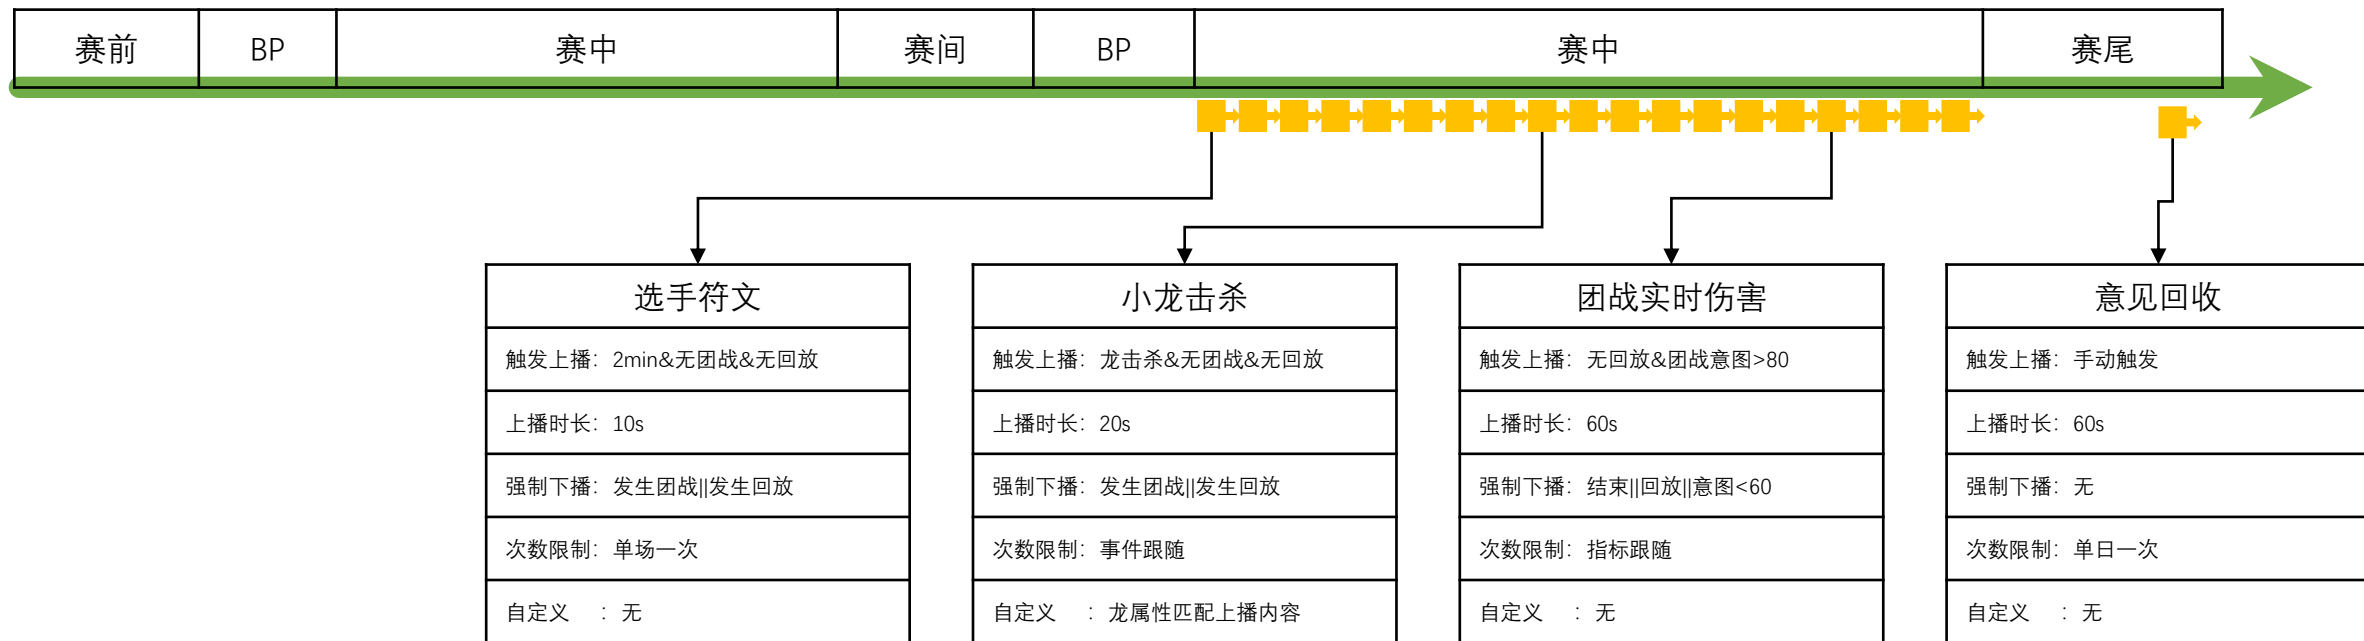 赛前 BP 赛中 赛间 BP 赛中 赛尾
选手符文
触发上播：2min&无团战&无回放
上播时长：10s
强制下播：发生团战||发生回放
次数限制：单场一次
自定义 ：无
小龙击杀
触发上播：龙击杀&无团战&无回放
上播时长：20s
强制下播：发生团战||发生回放
次数限制：事件跟随
自定义 ：龙属性匹配上播内容
团战实时伤害
触发上播：无回放&团战意图>80
上播时长：60s
强制下播：结束||回放||意图<60
次数限制：指标跟随
自定义 ：无
意见回收
触发上播：手动触发
上播时长：60s
强制下播：无
次数限制：单日一次
自定义 ：无